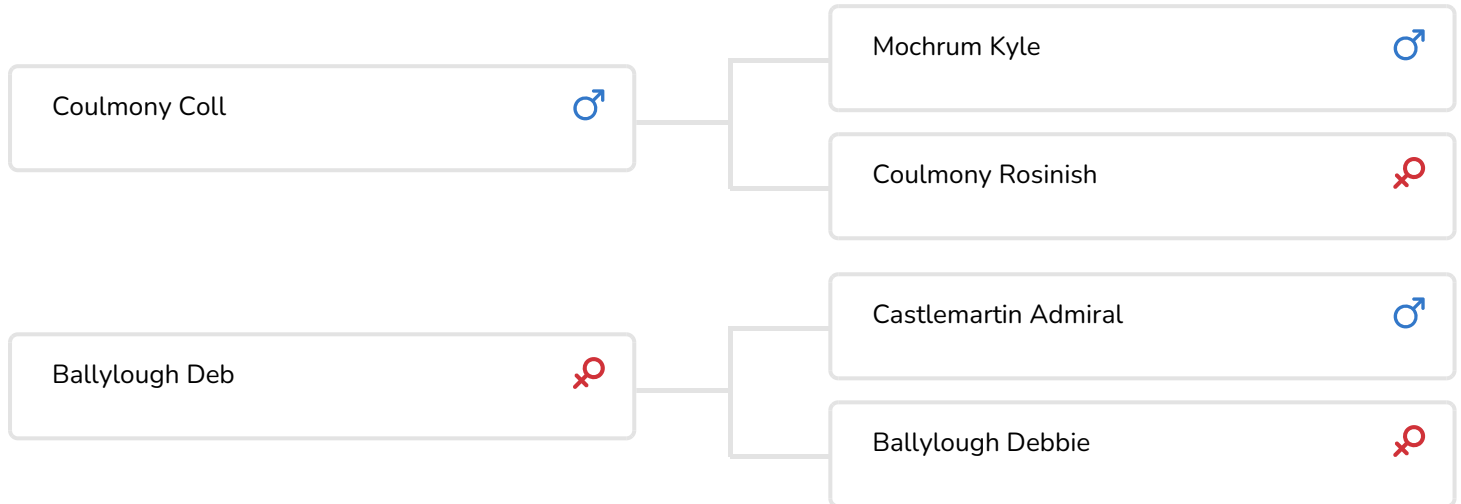 Mochrum Kyle
Coulmony Coll
Coulmony Rosinish
Castlemartin Admiral
Ballylough Deb
Ballylough Debbie